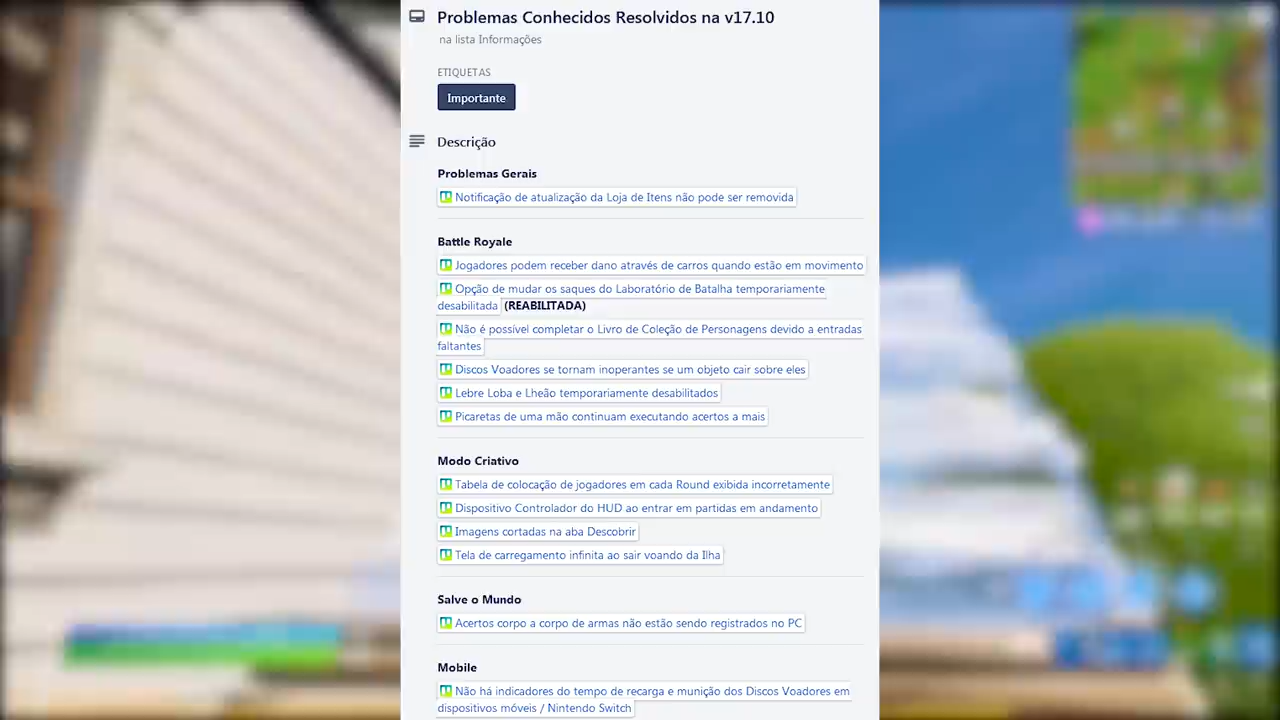 Problemas Conhecidos Resolvidos na v17.10
na lista Informações
ETIQUETAS
Importante
Descrição
Problemas Gerais
Notificação de atualização da Loja de Itens não pode ser removida
Battle Royale
Jogadores podem receber dano através de carros quando estão em movimento
Opção de mudar os saques do Laboratório de Batalha temporariamente
desabilitada (REABILITADA)
Não é possível completar o Livro de Coleção de Personagens devido a entradas
faltantes
Discos Voadores se tornam inoperantes se um objeto cair sobre eles
Lebre Loba e Lheão temporariamente desabilitados
Picaretas de uma mão continuam executando acertos a mais
Modo Criativo
Tabela de colocação de jogadores em cada Round exibida incorretamente
Dispositivo Controlador do HUD ao entrar em partidas em andamento
Imagens cortadas na aba Descobrir
Tela de carregamento infinita ao sair voando da Ilha
Salve o Mundo
Acertos corpo a corpo de armas não estão sendo registrados no PC
Mobile
Não há indicadores do tempo de recarga e munição dos Discos Voadores em
dispositivos móveis / Nintendo Switch